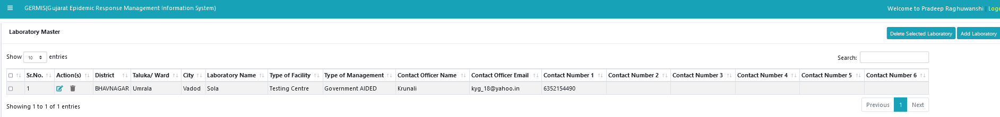 GERMIS(Gujarat Epidemic Response Management Information System)
Welcome to Pradeep Raghuwanshi | Logo
Laboratory Master
Delete Selected Laboratory Add Laboratory
Show 10 entries
Search:
Sr.No. Action(s) District Taluka/ Ward City Laboratory Name Type of Facility Type of Management Contact Officer Name Contact Officer Email Contact Number 1 Contact Number 2 Contact Number 3 Contact Number 4 Contact Number 5 Contact Number 6
1 BHAVNAGAR Umrala Vadod Sola Testing Centre Government AIDED Krunali kyg_18@yahoo.in 6352154490
Showing 1 to 1 of 1 entries
Previous 1 Next